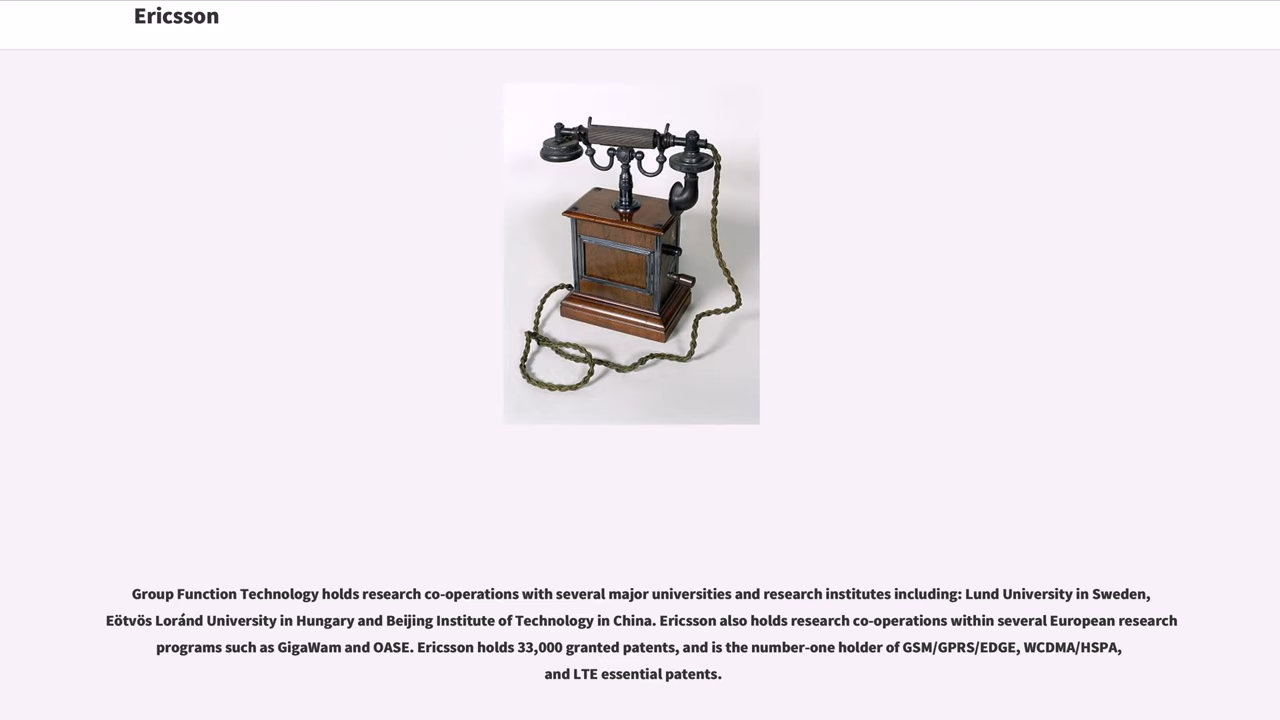 Ericsson
Group Function Technology holds research co-operations with several major universities and research institutes including: Lund University in Sweden,
Eötvös Loránd University in Hungary and Beijing Institute of Technology in China. Ericsson also holds research co-operations within several European research
programs such as GigaWam and OASE. Ericsson holds 33,000 granted patents, and is the number-one holder of GSM/GPRS/EDGE, WCDMA/HSPA,
and LTE essential patents.